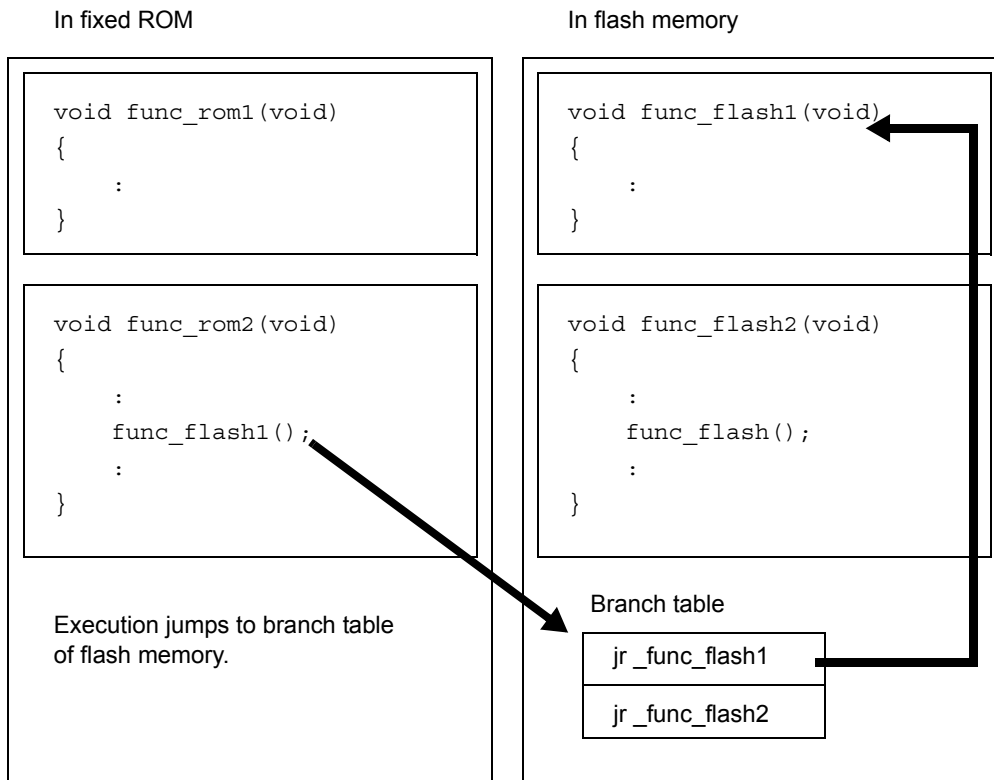 In fixed ROM
void func_rom1(void)
{
:
}
void func_rom2(void)
{
:
func_flash1();
:
}
Execution jumps to branch table
of flash memory.
In flash memory
void func_flash1(void)
{
:
}
void func_flash2(void)
{
:
func_flash();
:
}
Branch table
jr _func_flash1
jr _func_flash2